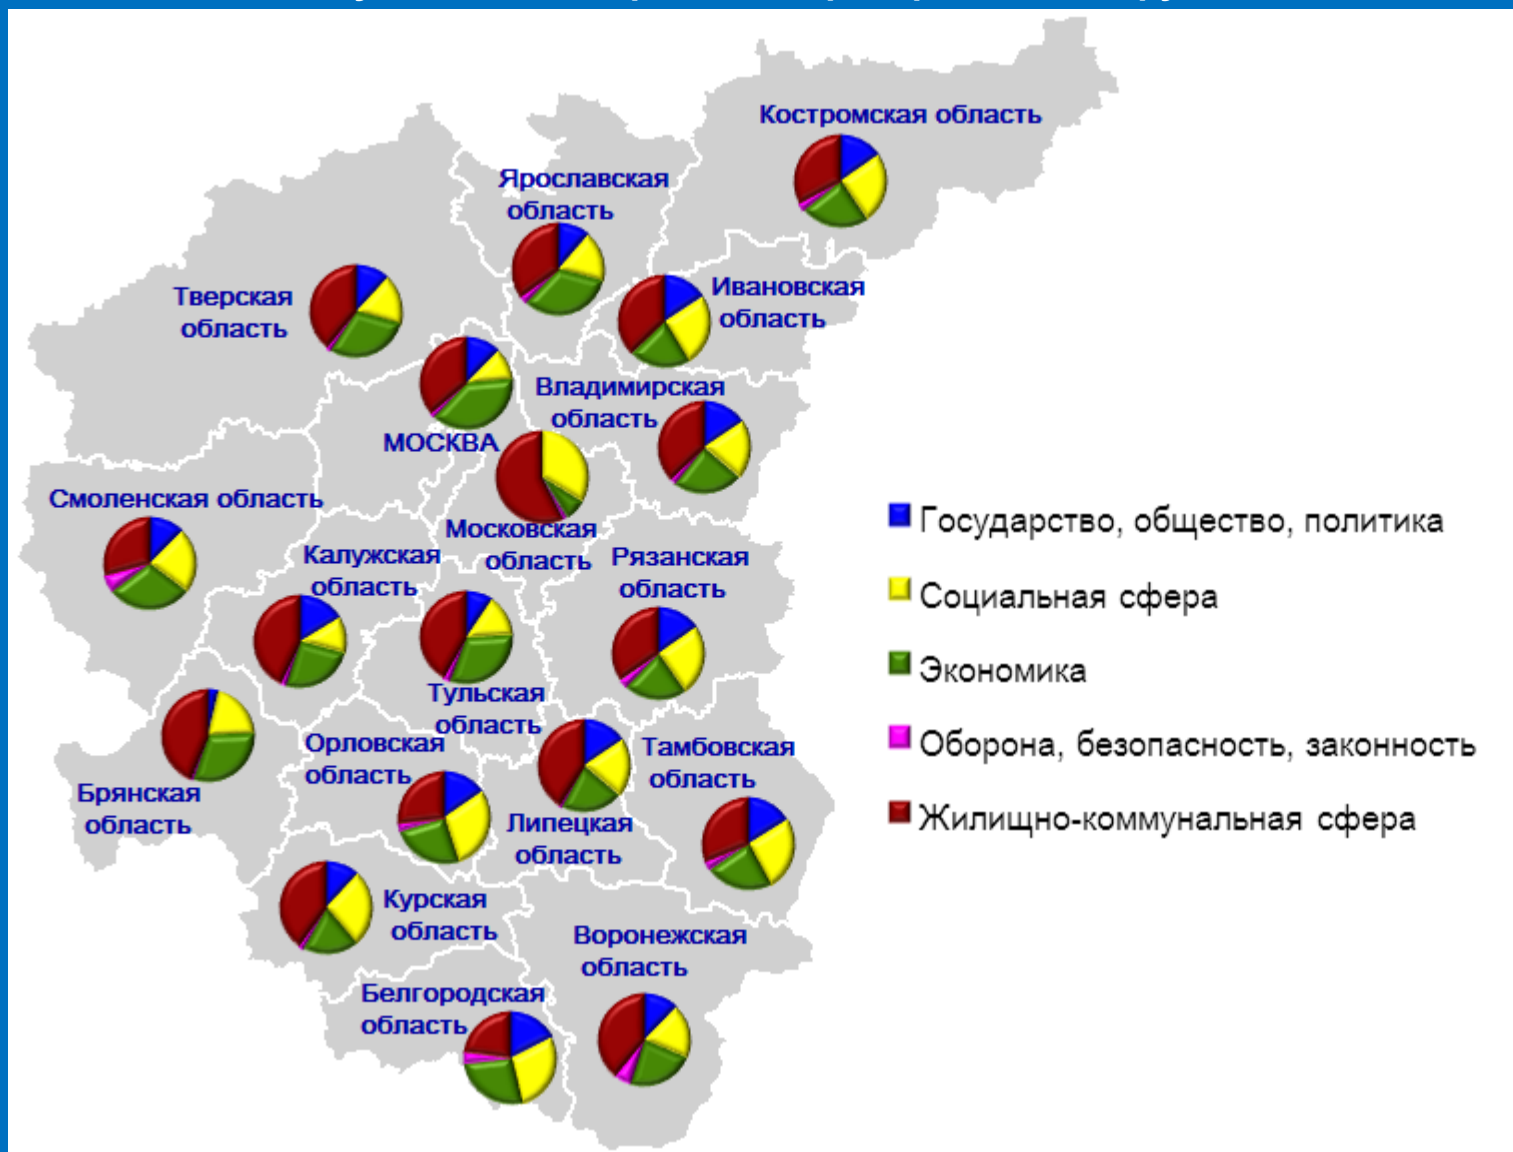 Костромская область
Ярославская
область
Ивановская
область
Тверская
область
Владимирская
область
МОСКВА
Смоленская область
Московская
область
Калужская
область
Рязанская
область
Тульская
область
Орловская
область
Тамбовская
область
Брянская
область
Липецкая
область
Курская
область
Воронежская
область
Белгородская
область
Государство, общество, политика
Социальная сфера
Экономика
Оборона, безопасность, законность
Жилищно-коммунальная сфера